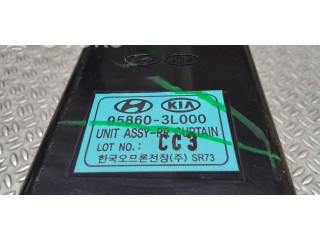 HYUNDAI KIA
95860-3L000
UNIT ASSY-RR CURTAIN
LOT NO.: CC3
한국오므론전장(주) SR73